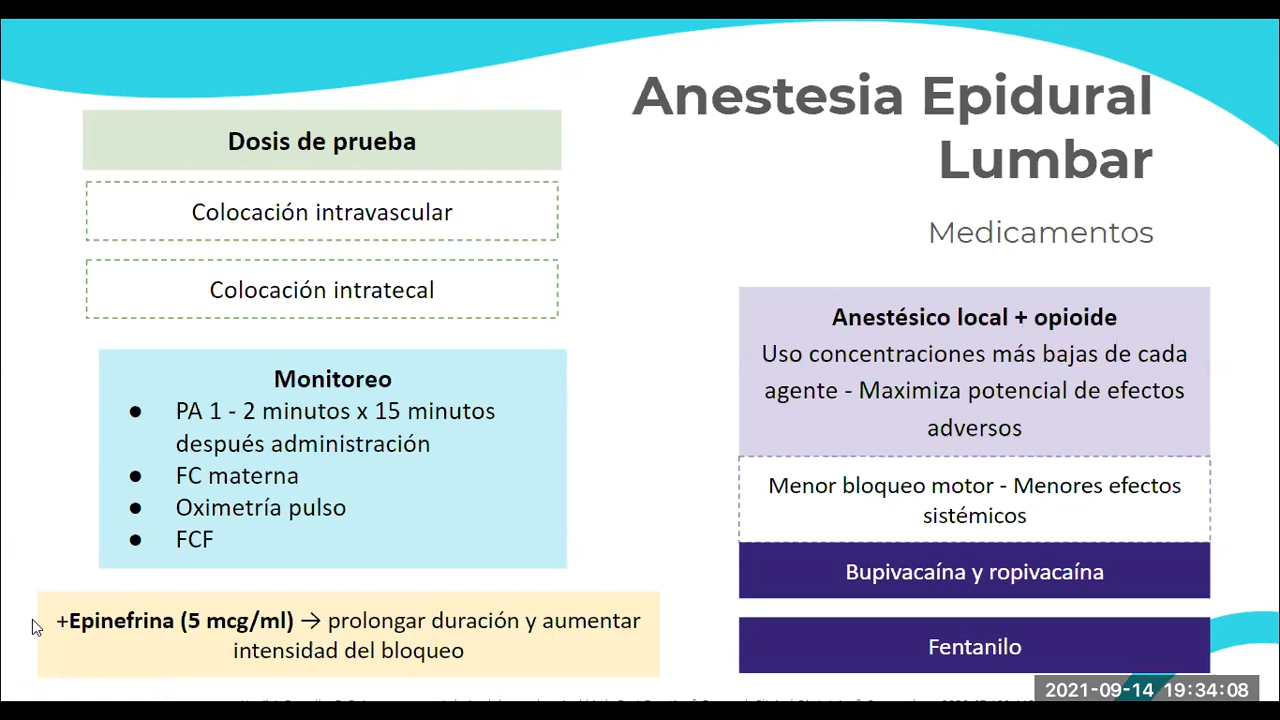 Anestesia Epidural
Lumbar
Medicamentos
Dosis de prueba
Colocación intravascular
Colocación intratecal
Monitoreo
● PA 1 - 2 minutos x 15 minutos
después administración
● FC materna
● Oximetría pulso
● FCF
+Epinefrina (5 mcg/ml) → prolongar duración y aumentar
intensidad del bloqueo
Anestésico local + opioide
Uso concentraciones más bajas de cada
agente - Maximiza potencial de efectos
adversos
Menor bloqueo motor - Menores efectos
sistémicos
Bupivacaína y ropivacaína
Fentanilo
2021-09-14 19:34:08